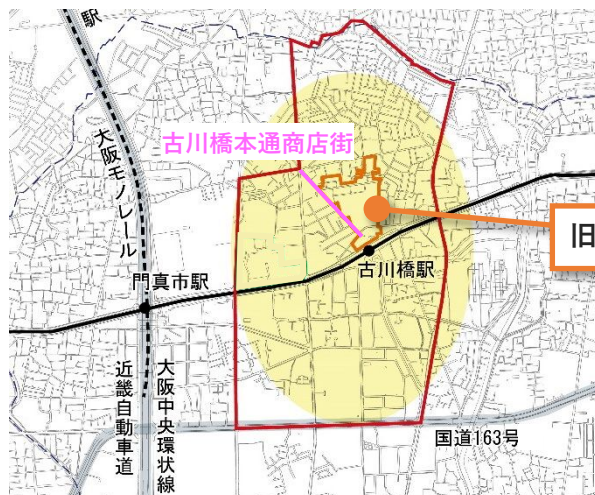 駅
大阪モノレール
古川橋本通商店街
旧
門真市駅
古川橋駅
近畿自動車道
大阪中央環状線
国道163号